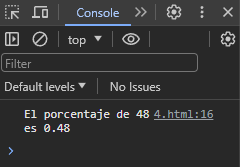 Console
top
Filter
Default levels No Issues
El porcentaje de 48 4.html:16
es 0.48